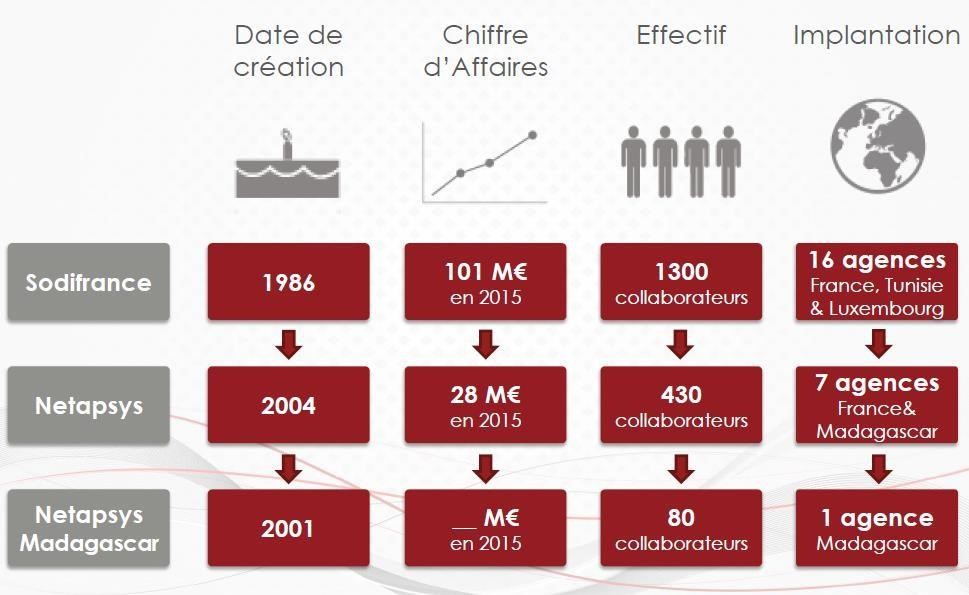 Date de
création
Chiffre
d'Affaires
Effectif
Implantation
Sodifrance
1986
101 M€
en 2015
1300
collaborateurs
16 agences
France, Tunisie
& Luxembourg
Netapsys
2004
28 M€
en 2015
430
collaborateurs
7 agences
France&
Madagascar
Netapsys
Madagascar
2001
__ M€
en 2015
80
collaborateurs
1 agence
Madagascar